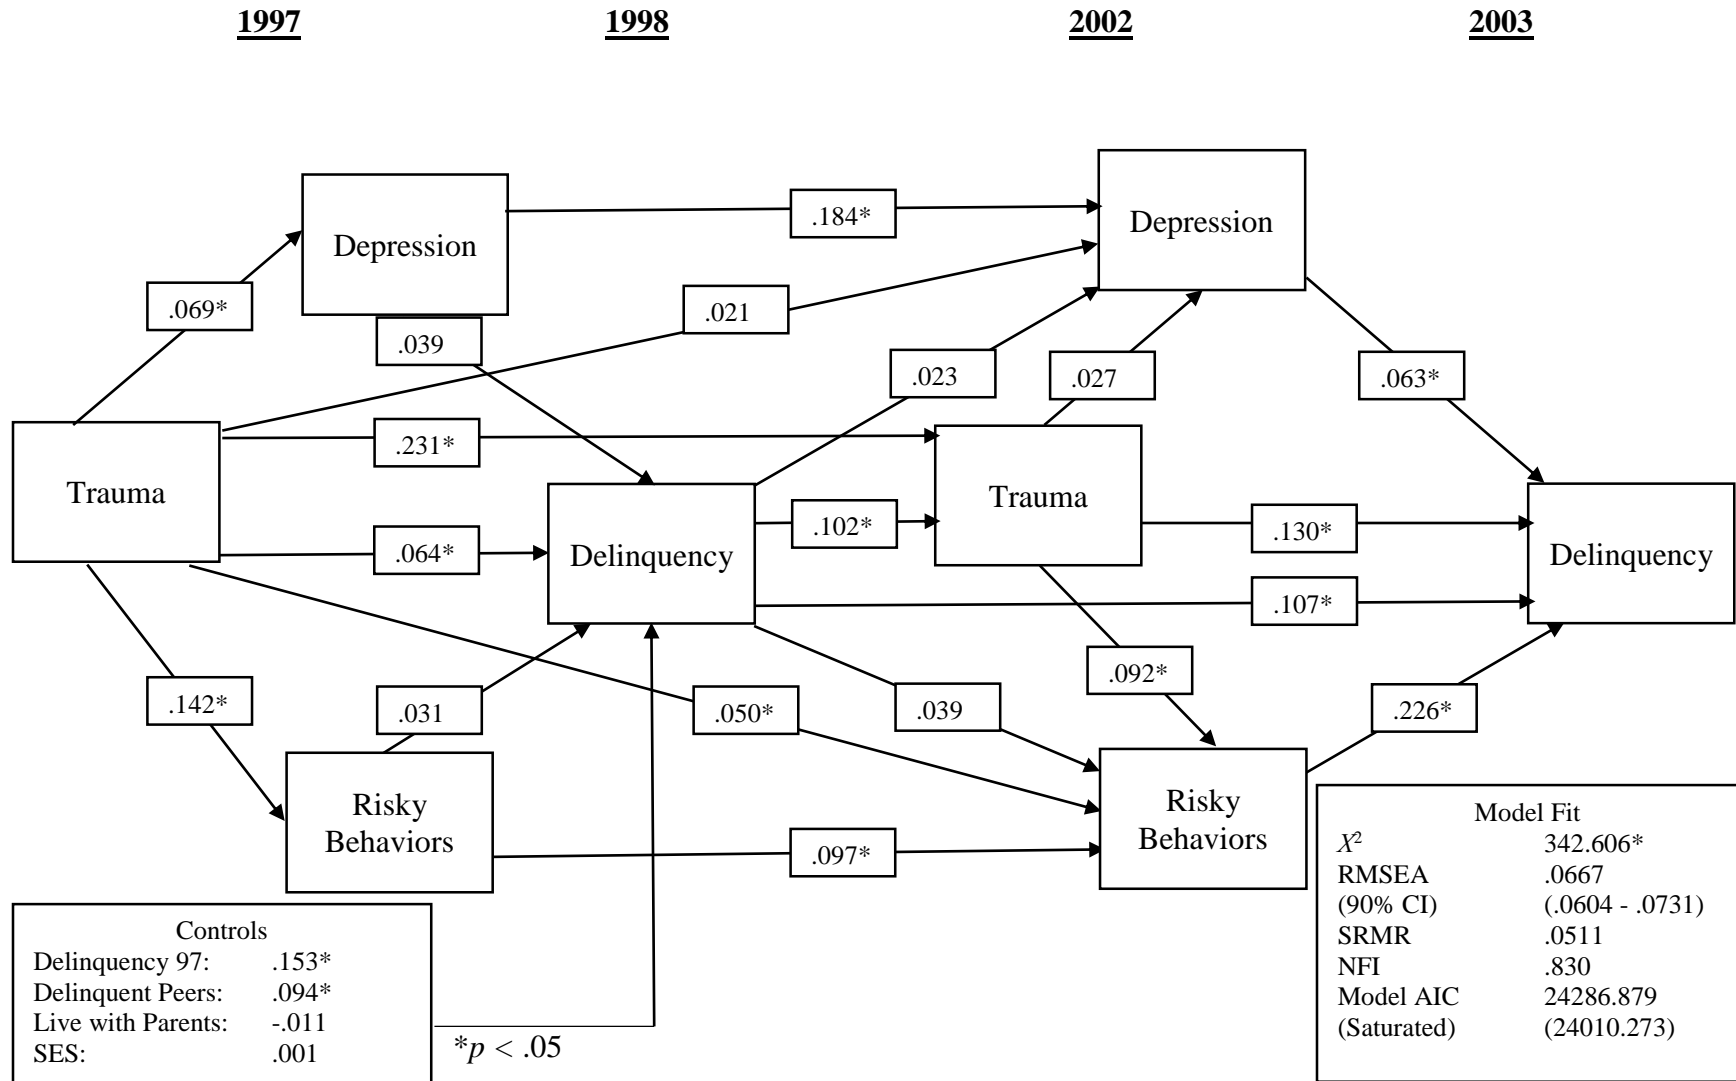 1997 1998 2002 2003
Depression
Depression
.184*
.069*
.021
.039
.023
.027
.063*
.231*
Trauma
Trauma
.102*
.130*
.064*
Delinquency
Delinquency
.107*
.092*
.142*
.031
.050*
.039
.226*
Risky
Behaviors
Risky
Behaviors
.097*
Controls
Delinquency 97: .153*
Delinquent Peers: .094*
Live with Parents: -.011
SES: .001
*p < .05
Model Fit
X² 342.606*
RMSEA .0667
(90% CI) (.0604 - .0731)
SRMR .0511
NFI .830
Model AIC 24286.879
(Saturated) (24010.273)